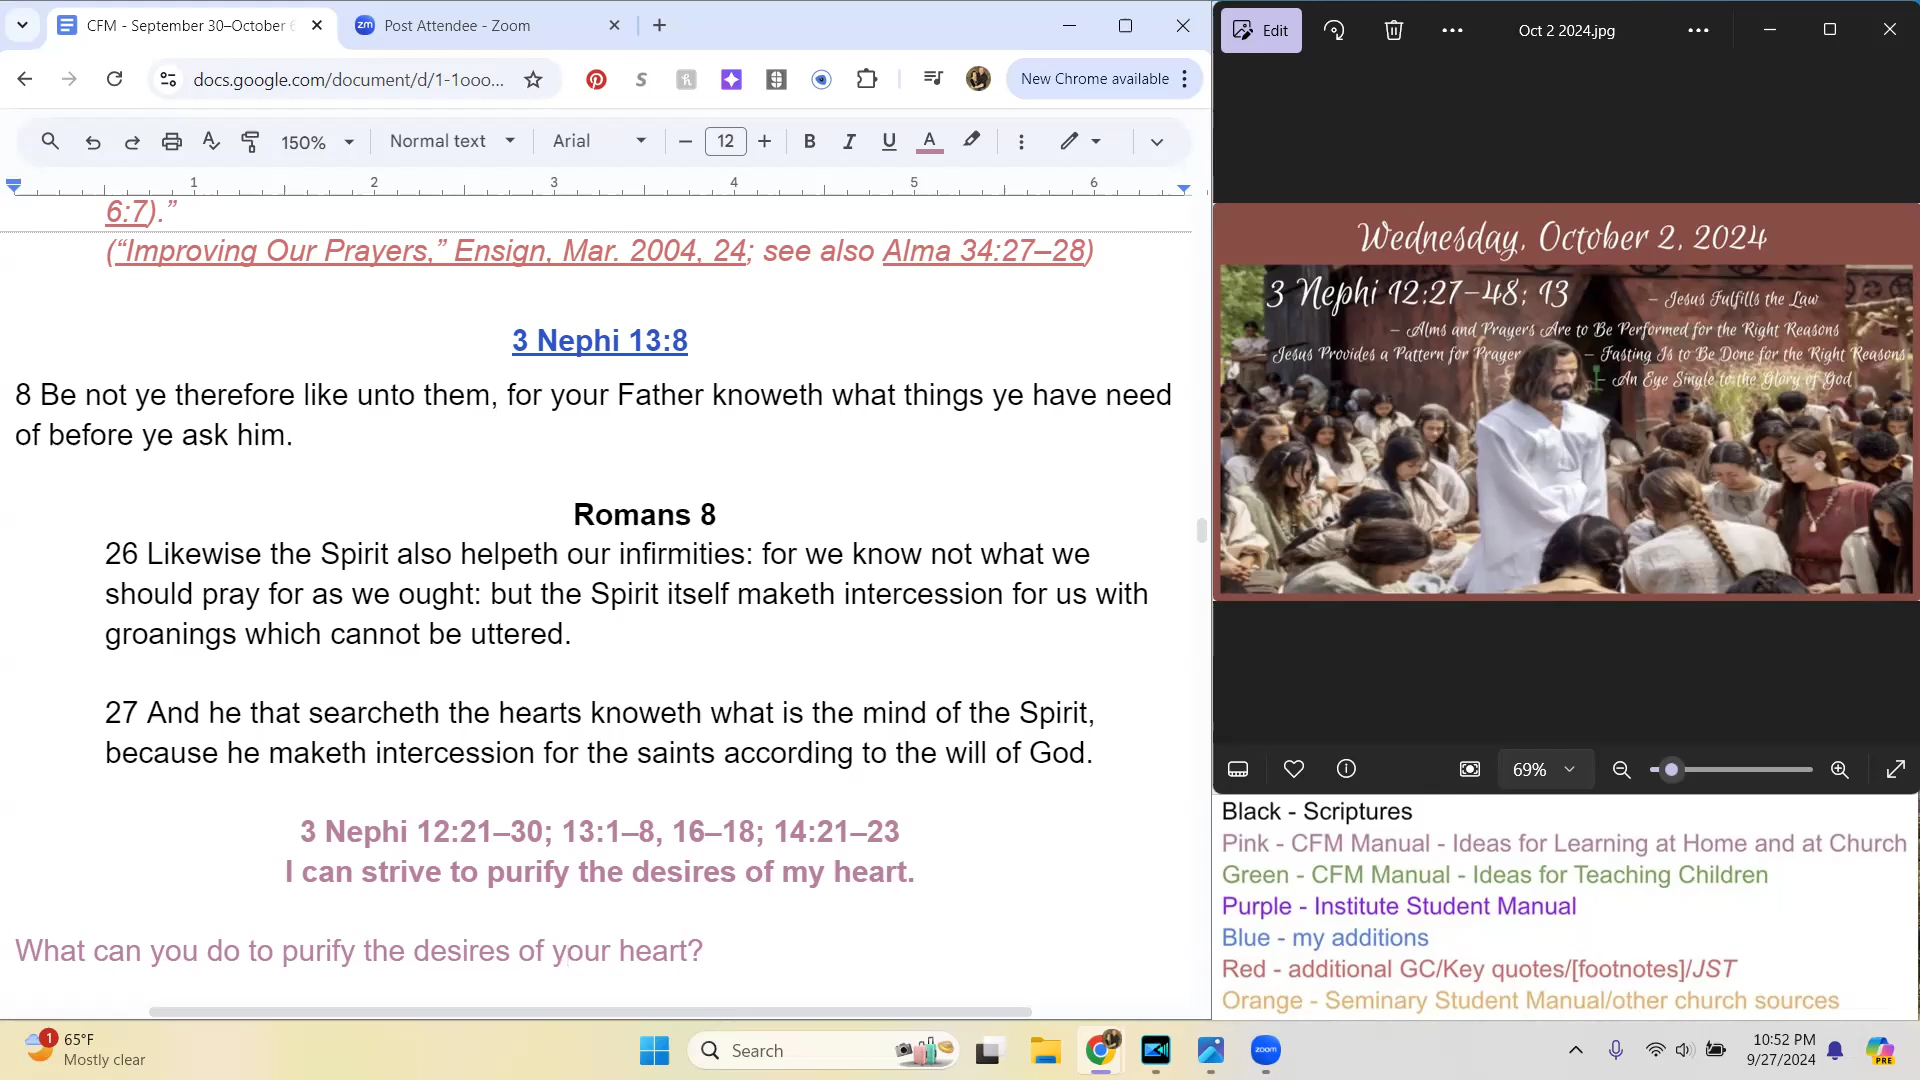 CFM - September 30–October 6
Post Attendee - Zoom
docs.google.com/document/d/1-1ooo...
New Chrome available
150%
Normal text
Arial
12
B I U A
1 2 3 4 5 6
6:7).”
(“Improving Our Prayers,” Ensign, Mar. 2004, 24; see also Alma 34:27–28)
3 Nephi 13:8
8 Be not ye therefore like unto them, for your Father knoweth what things ye have need
of before ye ask him.
Romans 8
26 Likewise the Spirit also helpeth our infirmities: for we know not what we
should pray for as we ought: but the Spirit itself maketh intercession for us with
groanings which cannot be uttered.
27 And he that searcheth the hearts knoweth what is the mind of the Spirit,
because he maketh intercession for the saints according to the will of God.
3 Nephi 12:21–30; 13:1–8, 16–18; 14:21–23
I can strive to purify the desires of my heart.
What can you do to purify the desires of your heart?
Edit
Oct 2 2024.jpg
Wednesday, October 2, 2024
3 Nephi 12:27–48; 13
– Jesus Fulfills the Law
– Alms and Prayers Are to Be Performed for the Right Reasons
– Jesus Provides a Pattern for Prayer
– Fasting Is to Be Done for the Right Reasons
– An Eye Single to the Glory of God
69%
Black - Scriptures
Pink - CFM Manual - Ideas for Learning at Home and at Church
Green - CFM Manual - Ideas for Teaching Children
Purple - Institute Student Manual
Blue - my additions
Red - additional GC/Key quotes/[footnotes]/JST
Orange - Seminary Student Manual/other church sources
1
65°F
Mostly clear
Search
zoom
10:52 PM
9/27/2024
PRE